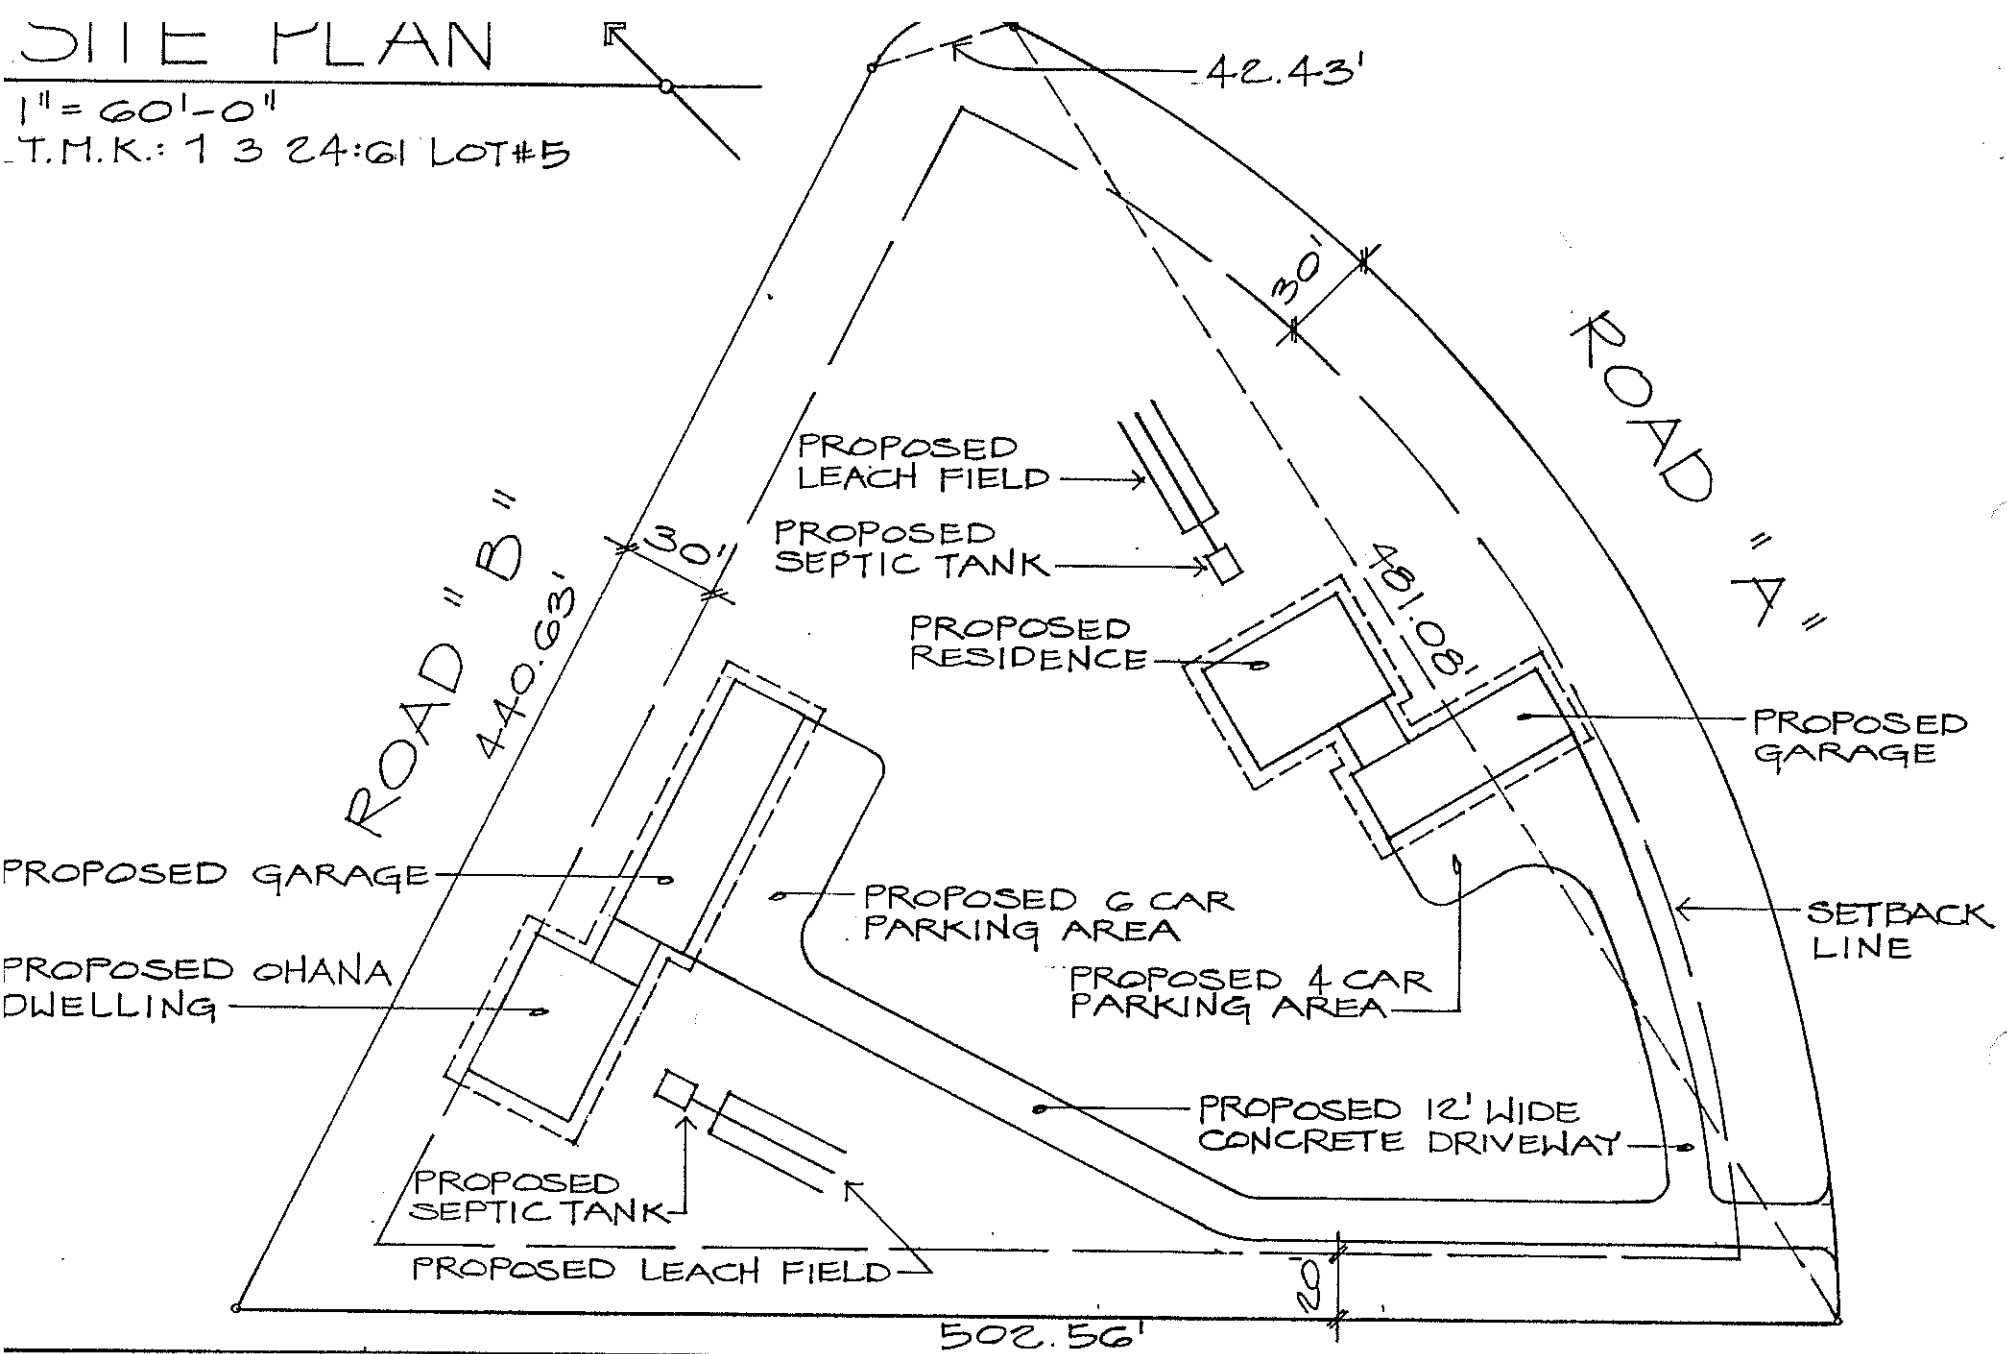 SITE PLAN
1" = 60'-0"
T.M.K.: 7 3 24:61 LOT#5
42.43'
30'
ROAD "A"
PROPOSED
LEACH FIELD
PROPOSED
SEPTIC TANK
30'
ROAD "B"
440.63'
481.08'
PROPOSED
RESIDENCE
PROPOSED
GARAGE
PROPOSED GARAGE
PROPOSED 6 CAR
PARKING AREA
SETBACK
LINE
PROPOSED OHANA
DWELLING
PROPOSED 4 CAR
PARKING AREA
PROPOSED 12' WIDE
CONCRETE DRIVEWAY
PROPOSED
SEPTIC TANK
PROPOSED LEACH FIELD
20'
502.56'